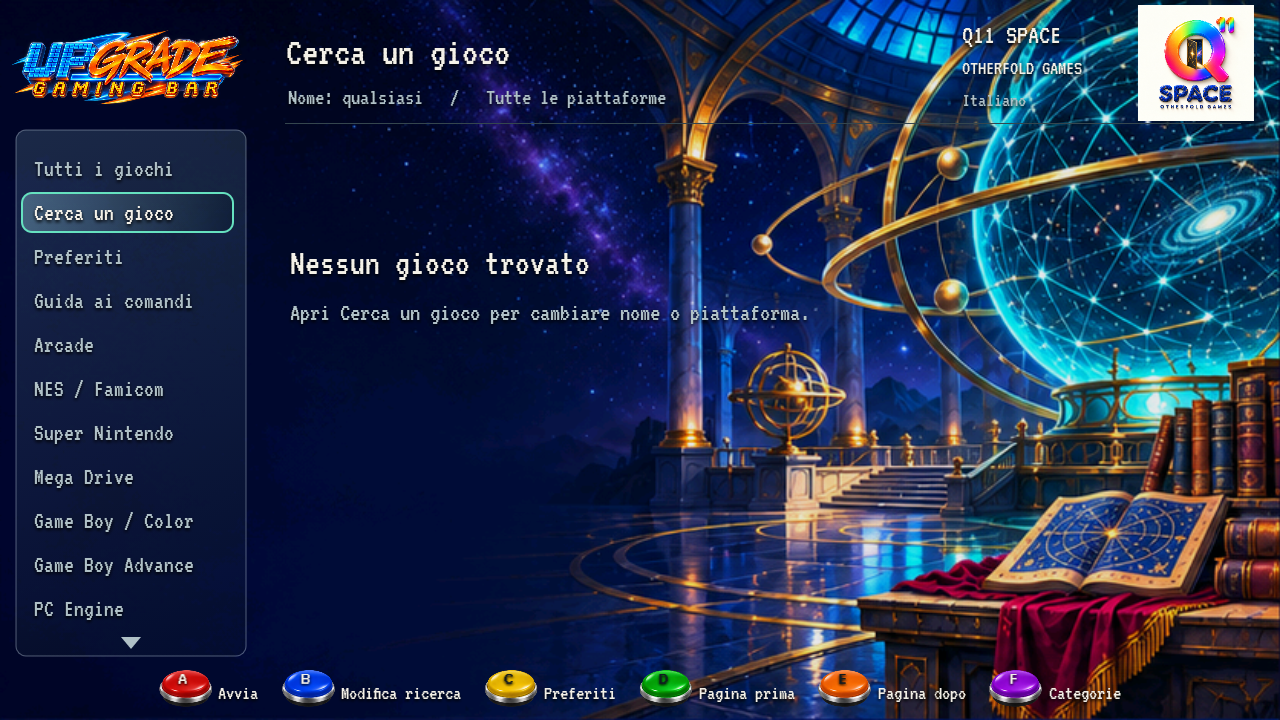 UPGRADE
GAMING BAR
Cerca un gioco
Nome: qualsiasi / Tutte le piattaforme
Q11 SPACE
OTHERFOLD GAMES
Italiano
Q11
SPACE
OTHERFOLD GAMES
Tutti i giochi
Cerca un gioco
Preferiti
Guida ai comandi
Arcade
NES / Famicom
Super Nintendo
Mega Drive
Game Boy / Color
Game Boy Advance
PC Engine
Nessun gioco trovato
Apri Cerca un gioco per cambiare nome o piattaforma.
A Avvia B Modifica ricerca C Preferiti D Pagina prima E Pagina dopo F Categorie